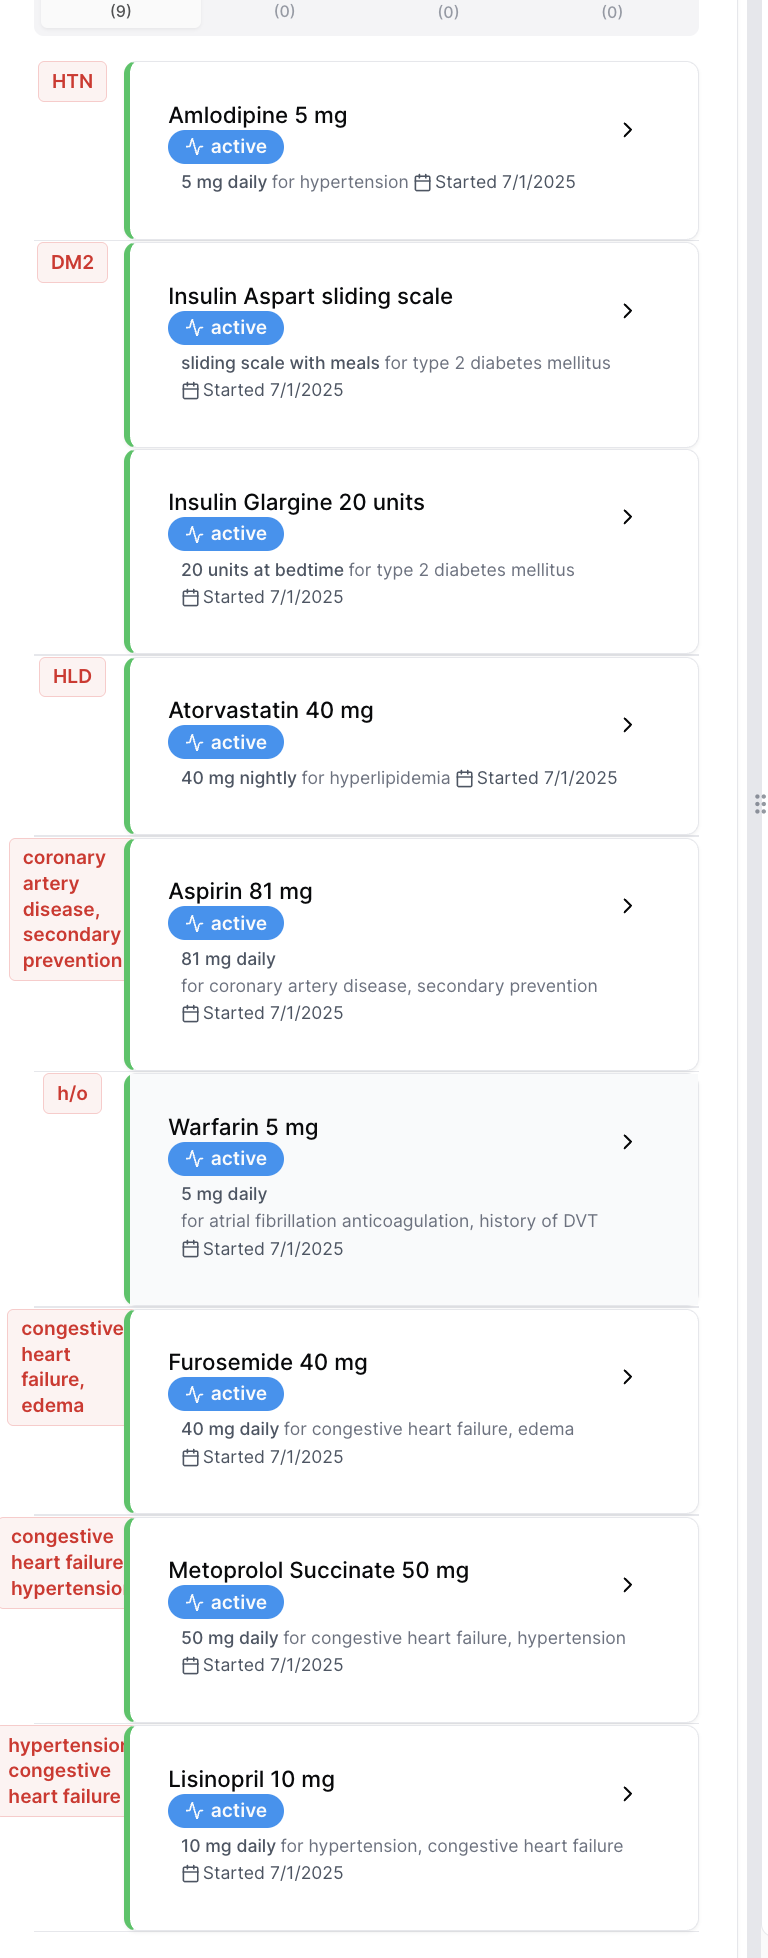 (9) (0) (0) (0)
HTN
Amlodipine 5 mg
active
5 mg daily for hypertension Started 7/1/2025
DM2
Insulin Aspart sliding scale
active
sliding scale with meals for type 2 diabetes mellitus
Started 7/1/2025
Insulin Glargine 20 units
active
20 units at bedtime for type 2 diabetes mellitus
Started 7/1/2025
HLD
Atorvastatin 40 mg
active
40 mg nightly for hyperlipidemia Started 7/1/2025
coronary
artery
disease,
secondary
prevention
Aspirin 81 mg
active
81 mg daily
for coronary artery disease, secondary prevention
Started 7/1/2025
h/o
Warfarin 5 mg
active
5 mg daily
for atrial fibrillation anticoagulation, history of DVT
Started 7/1/2025
congestive
heart
failure,
edema
Furosemide 40 mg
active
40 mg daily for congestive heart failure, edema
Started 7/1/2025
congestive
heart failure
hypertensio
Metoprolol Succinate 50 mg
active
50 mg daily for congestive heart failure, hypertension
Started 7/1/2025
hypertension
congestive
heart failure
Lisinopril 10 mg
active
10 mg daily for hypertension, congestive heart failure
Started 7/1/2025